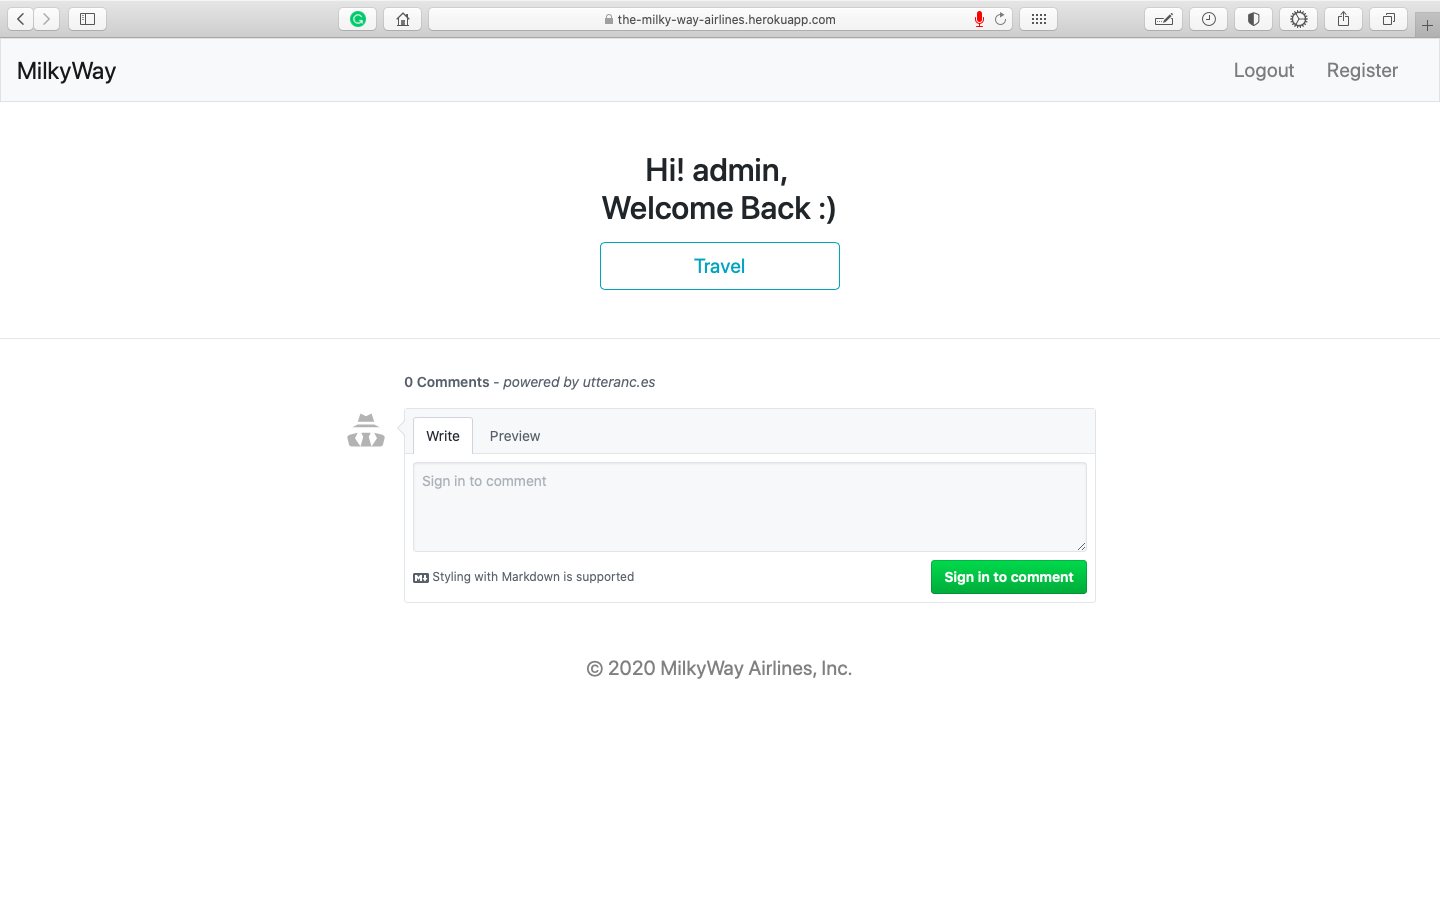 the-milky-way-airlines.herokuapp.com
MilkyWay
Logout Register
Hi! admin,
Welcome Back :)
Travel
0 Comments - powered by utteranc.es
Write Preview
Sign in to comment
Styling with Markdown is supported
Sign in to comment
© 2020 MilkyWay Airlines, Inc.